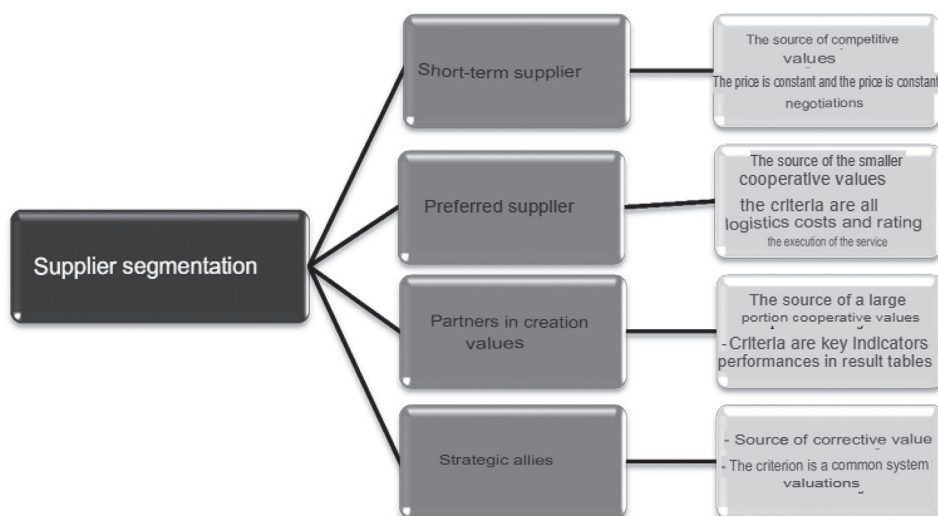 Supplier segmentation
Short-term supplier
The source of competitive
values
The price is constant and the price is constant
negotiations
Preferred supplier
The source of the smaller
cooperative values
the criteria are all
logistics costs and rating
the execution of the service
Partners in creation
values
The source of a large
portion cooperative values
-Criteria are key indicators
performances in result tables
Strategic allies
- Source of corrective value
- The criterion is a common system
valuations